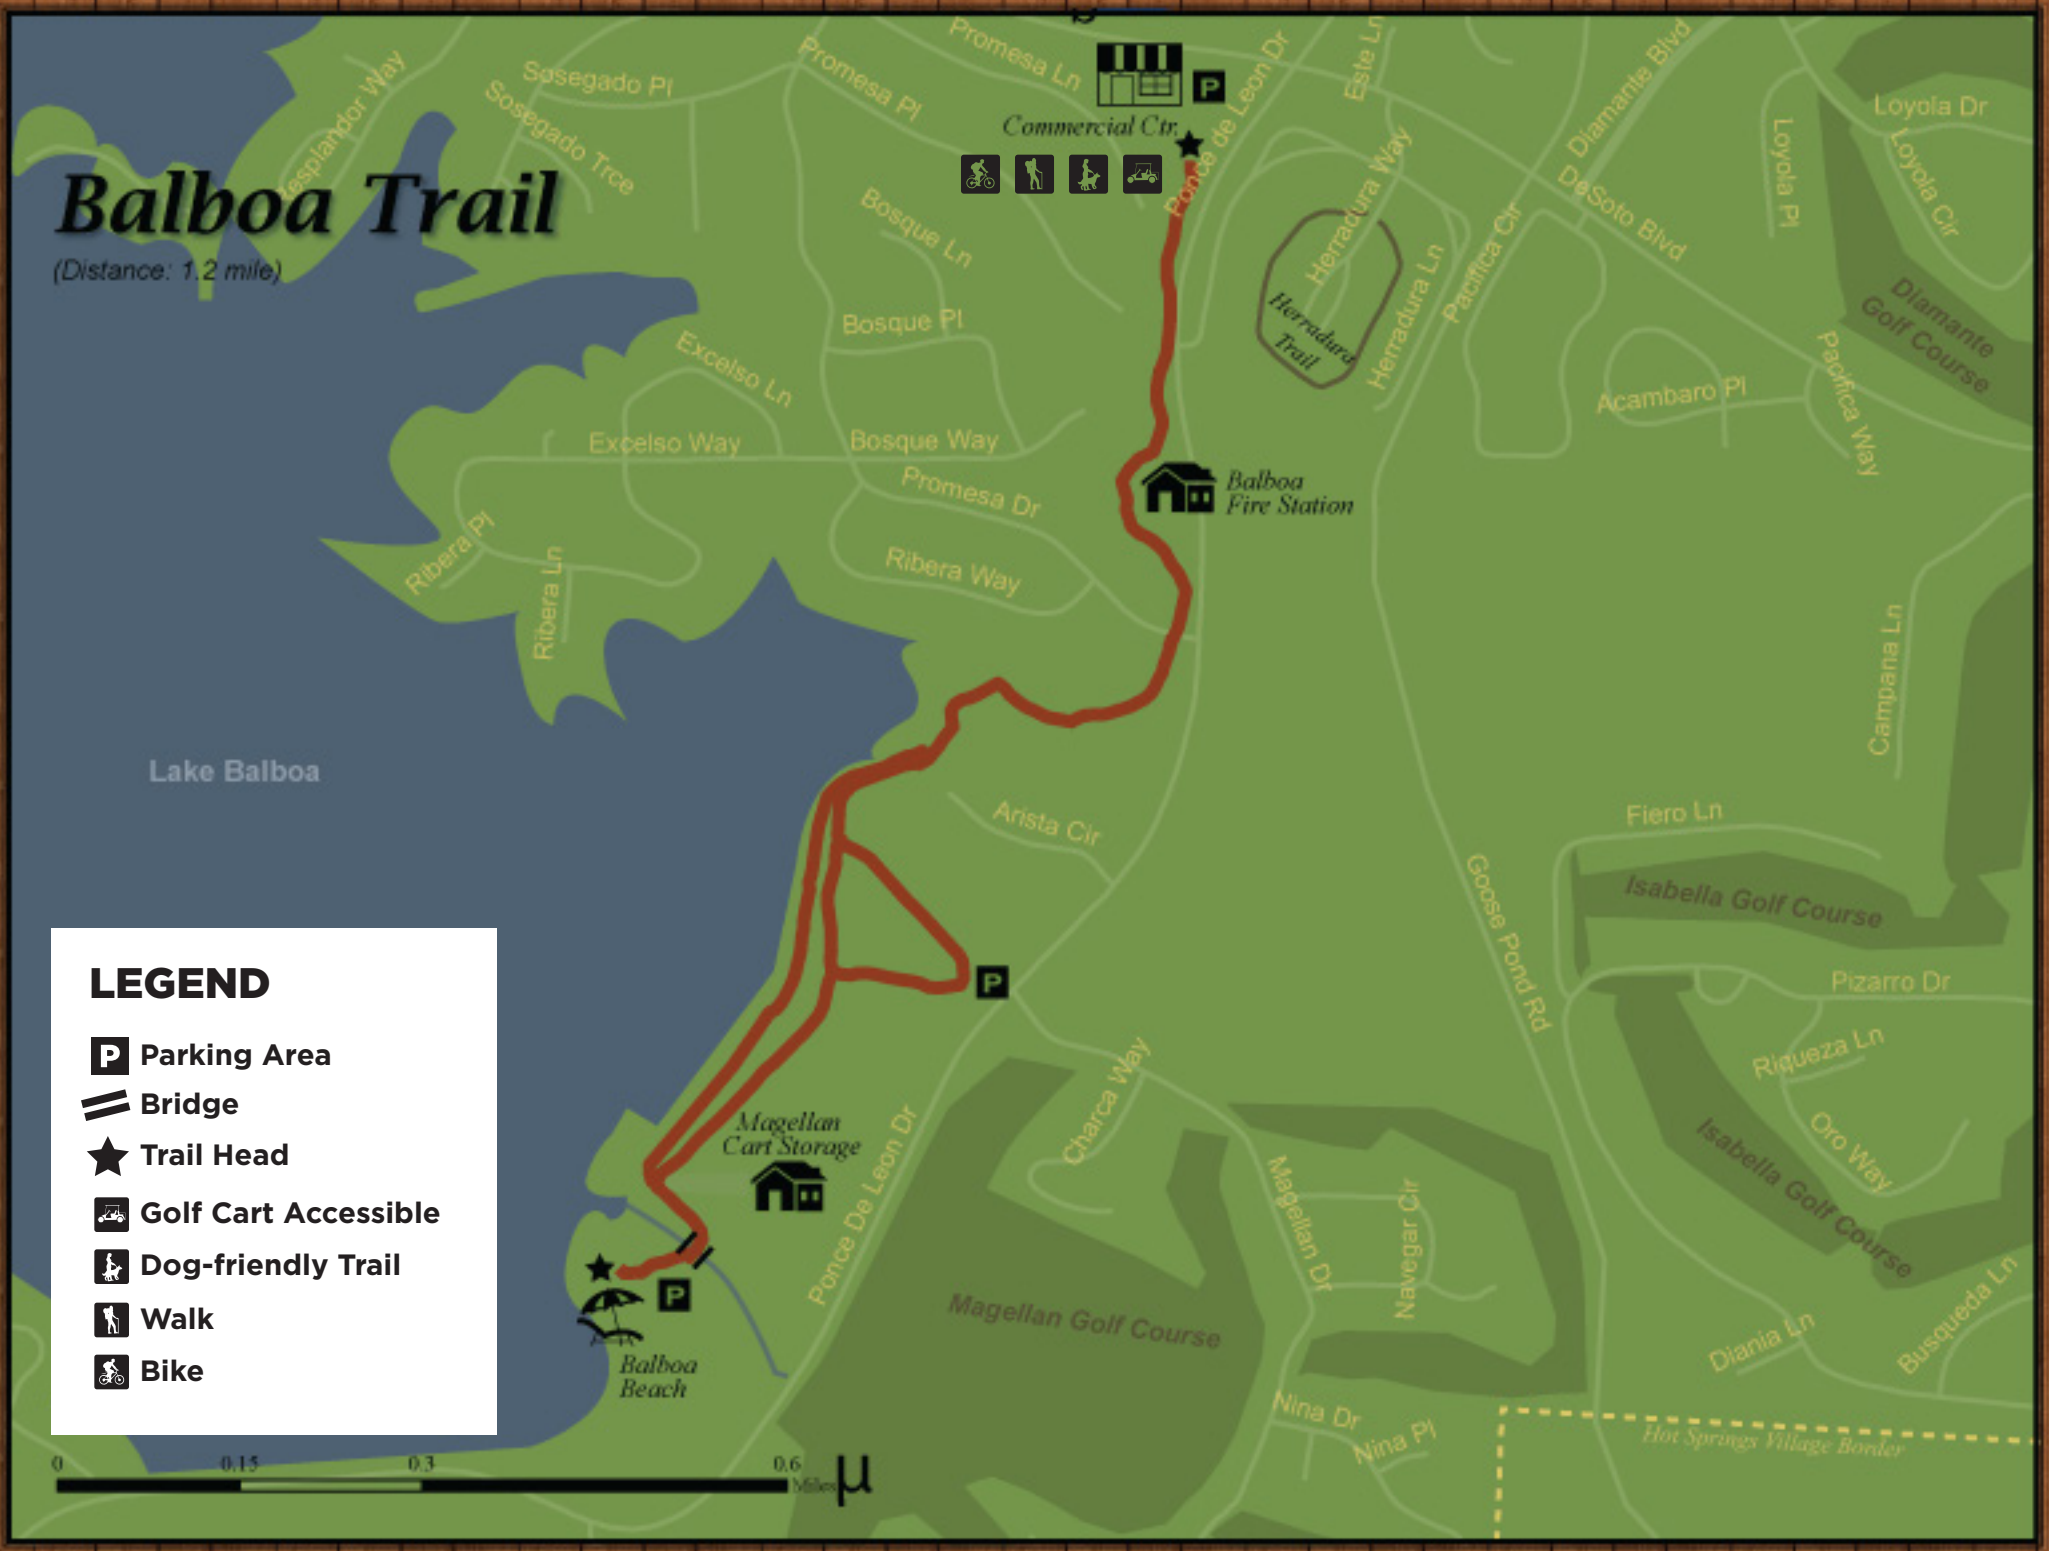 Balboa Trail
(Distance: 1.2 mile)
Resplandor Way
Sosegado Pl
Sosegado Trce
Promesa Pl
Promesa Ln
Commercial Ctr.
P
Ponce de Leon Dr
Este Ln
Diamante Blvd
Loyola Dr
Loyola Pl
Loyola Cir
DeSoto Blvd
Herradura Way
Herradura Ln
Pacifica Cir
Herradura
Trail
Diamante
Golf Course
Pacifica Way
Acambaro Pl
Bosque Ln
Bosque Pl
Excelso Ln
Excelso Way
Bosque Way
Promesa Dr
Ribera Way
Ribera Pl
Ribera Ln
Balboa
Fire Station
Campana Ln
Lake Balboa
Arista Cir
Fiero Ln
Isabella Golf Course
Goose Pond Rd
P
Pizarro Dr
Riqueza Ln
Oro Way
Isabella Golf Course
Charca Way
Magellan
Cart Storage
Ponce De Leon Dr
Magellan Dr
Navegar Cir
Magellan Golf Course
P
Balboa
Beach
Diania Ln
Busqueda Ln
Nina Dr
Nina Pl
Hot Springs Village Border
LEGEND
P Parking Area
Bridge
Trail Head
Golf Cart Accessible
Dog-friendly Trail
Walk
Bike
0 0.15 0.3 0.6
Miles
µ